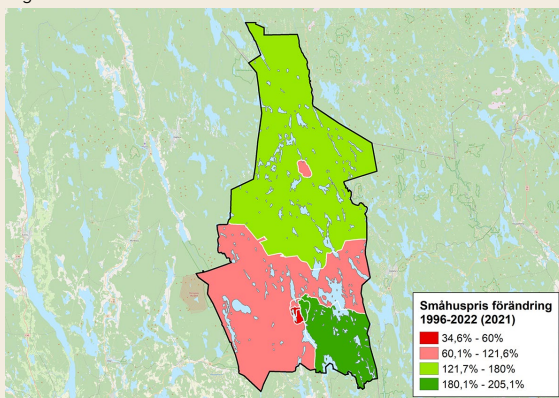 Småhuspris förändring
1996-2022 (2021)
34,6% - 60%
60,1% - 121,6%
121,7% - 180%
180,1% - 205,1%